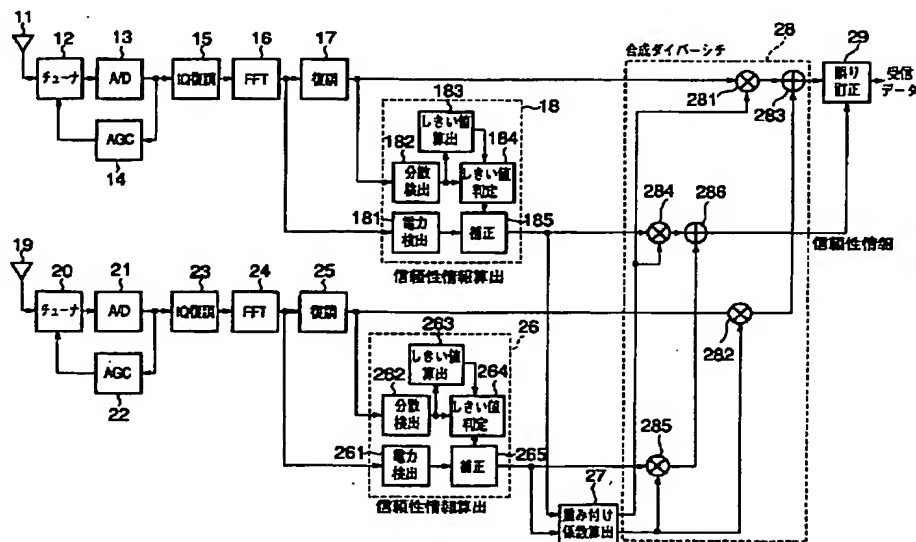 11
12
13
15
16
17
チューナ
A/D
IQ復調
FFT
復調
AGC
14
合成ダイバーシチ
28
29
281
283
誤り
訂正
受信
データ
183
18
しきい値
算出
182
184
分散
検出
しきい値
判定
181
185
電力
検出
補正
信頼性情報算出
284
286
信頼性情報
19
20
21
23
24
25
チューナ
A/D
IQ復調
FFT
復調
AGC
22
282
263
26
しきい値
算出
262
264
分散
検出
しきい値
判定
261
265
電力
検出
補正
信頼性情報算出
285
27
重み付け
係数算出